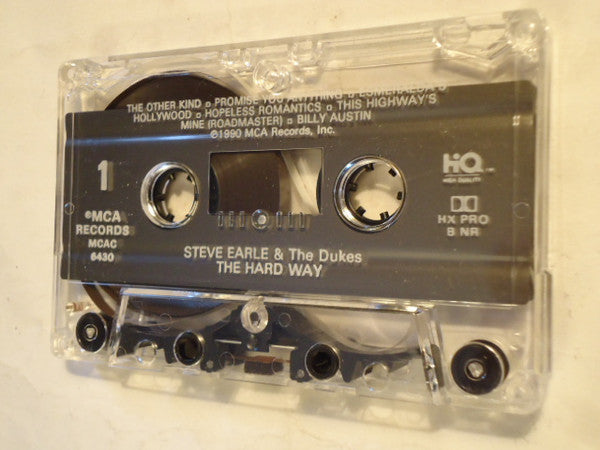 THE OTHER KIND ▫ PROMISE YOU ANYTHING ▫ ESMERALDA'S
HOLLYWOOD ▫ HOPELESS ROMANTICS ▫ THIS HIGHWAY'S
MINE (ROADMASTER) ▫ BILLY AUSTIN
℗1990 MCA Records, Inc.
1
HiQ
HIGH QUALITY
HX PRO
B NR
®MCA
RECORDS
MCAC
6430
STEVE EARLE & The Dukes
THE HARD WAY